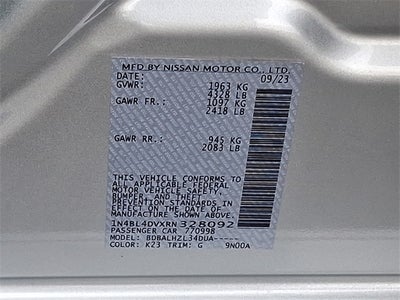 MFD BY NISSAN MOTOR CO., LTD.
DATE: 09/23
GVWR: 1963 KG
4328 LB
GAWR FR: 1097 KG
2418 LB
GAWR RR: 945 KG
2083 LB
THIS VEHICLE CONFORMS TO ALL
APPLICABLE FEDERAL MOTOR
VEHICLE SAFETY,
BUMPER, AND THEFT
PREVENTION STANDARDS
IN EFFECT ON THE DATE OF
MANUFACTURE SHOWN ABOVE.
1N4BL4DVXRN328092
PASSENGER CAR 770998
MODEL: BDBALHZL34DUA-----
COLOR: K23 TRIM: G 9N00A